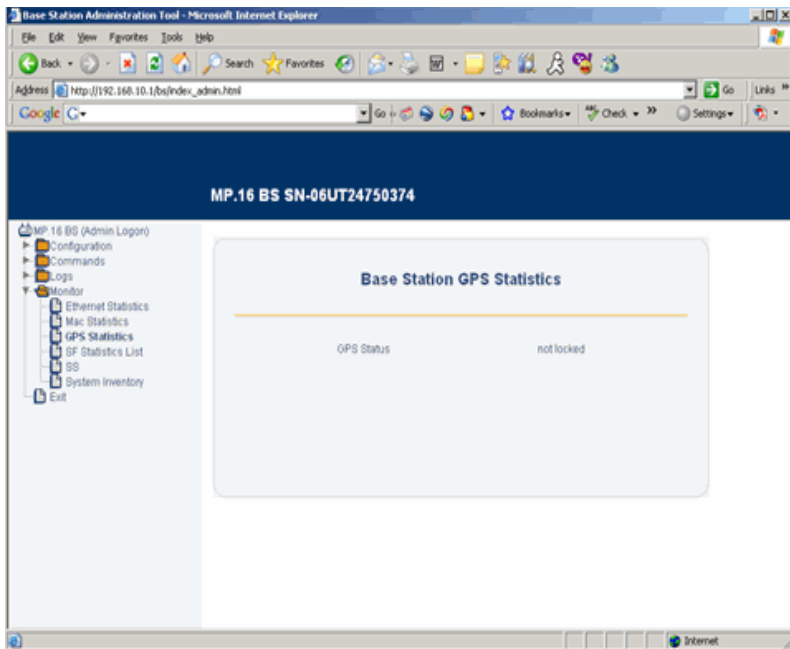 Base Station Administration Tool - Microsoft Internet Explorer
File Edit View Favorites Tools Help
Back Search Favorites
Address http://192.168.10.1/bs/index_admin.html Go Links »
Google G Go Bookmarks Check » Settings
MP.16 BS SN-06UT24750374
MP.16 BS (Admin Logon)
Configuration
Commands
Logs
Monitor
Ethernet Statistics
Mac Statistics
GPS Statistics
SF Statistics List
SS
System Inventory
Exit
Base Station GPS Statistics
GPS Status not locked
Internet